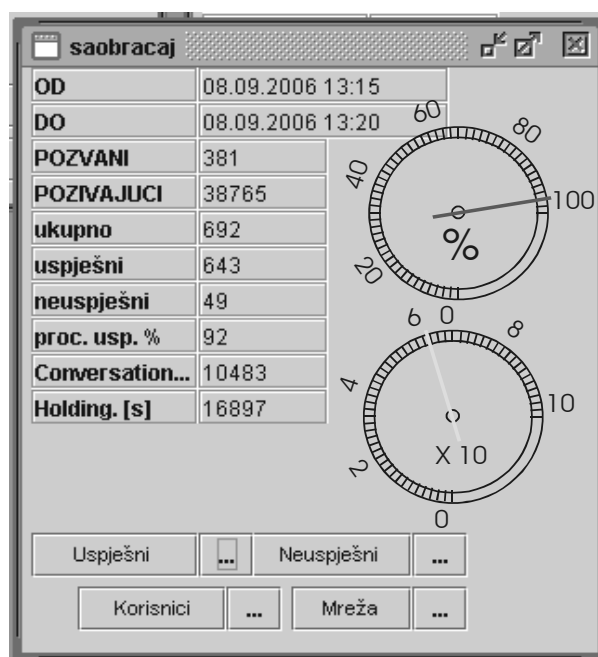 saobracaj
OD 08.09.2006 13:15
DO 08.09.2006 13:20
POZVANI 381
POZIVAJUCI 38765
ukupno 692
uspješni 643
neuspješni 49
proc. usp. % 92
Conversation... 10483
Holding. [s] 16897
0 20 40 60 80 100
%
0 2 4 6 8 10
X 10
Uspješni ... Neuspješni ...
Korisnici ... Mreža ...